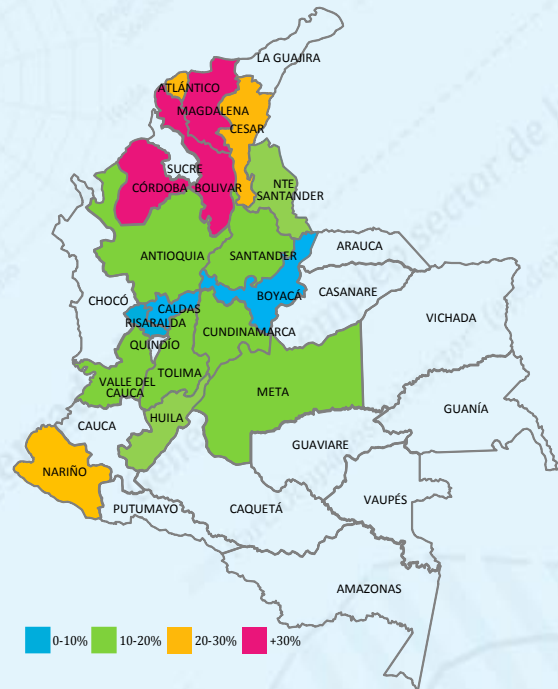 LA GUAJIRA
ATLÁNTICO
MAGDALENA
CESAR
SUCRE
CÓRDOBA
BOLIVAR
NTE
SANTANDER
ANTIOQUIA
SANTANDER
ARAUCA
CHOCÓ
CALDAS
BOYACÁ
CASANARE
RISARALDA
VICHADA
CUNDINAMARCA
QUINDÍO
TOLIMA
VALLE DEL
CAUCA
META
GUANÍA
HUILA
CAUCA
GUAVIARE
NARIÑO
VAUPÉS
PUTUMAYO
CAQUETÁ
AMAZONAS
0-10%
10-20%
20-30%
+30%